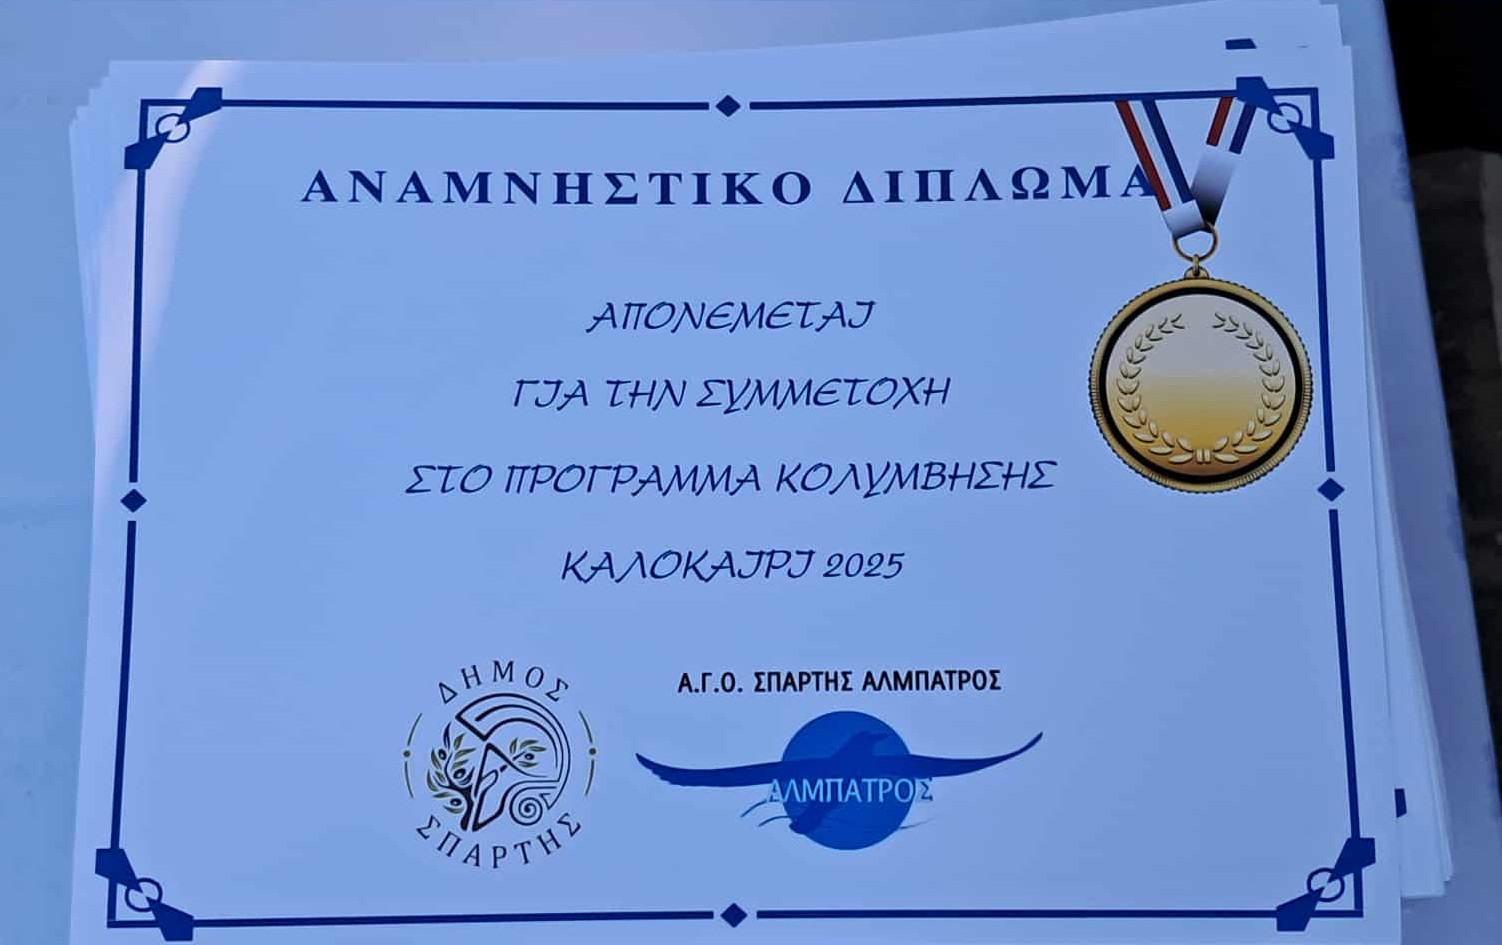 ΑΝΑΜΝΗΣΤΙΚΟ ΔΙΠΛΩΜΑ
ΑΠΟΝΕΜΕΤΑΙ
ΓΙΑ ΤΗΝ ΣΥΜΜΕΤΟΧΗ
ΣΤΟ ΠΡΟΓΡΑΜΜΑ ΚΟΛΥΜΒΗΣΗΣ
ΚΑΛΟΚΑΙΡΙ 2025
ΔΗΜΟΣ
ΣΠΑΡΤΗΣ
Α.Γ.Ο. ΣΠΑΡΤΗΣ ΑΛΜΠΑΤΡΟΣ
ΑΛΜΠΑΤΡΟΣ